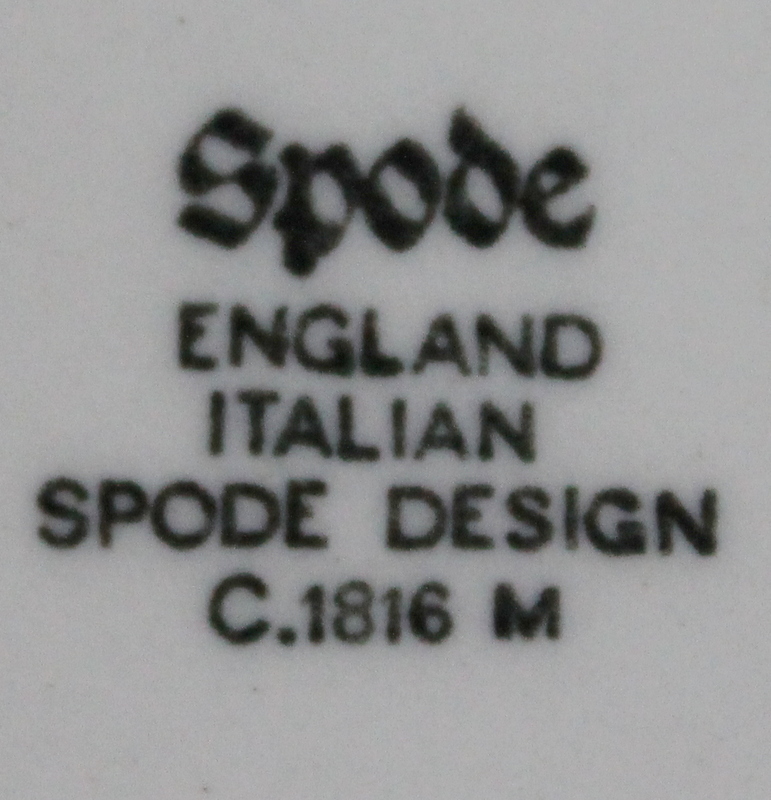 Spode
ENGLAND
ITALIAN
SPODE DESIGN
C.1816 M